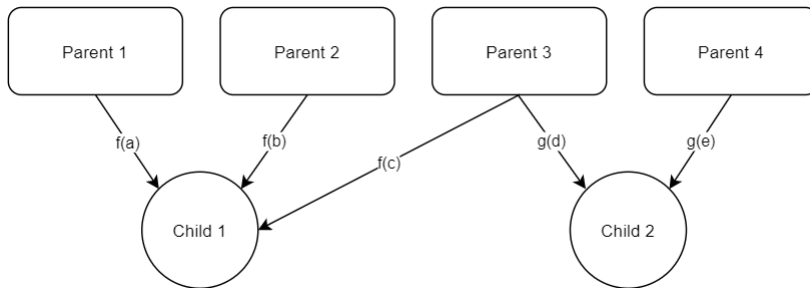 Parent 1
Parent 2
Parent 3
Parent 4
f(a)
f(b)
f(c)
g(d)
g(e)
Child 1
Child 2